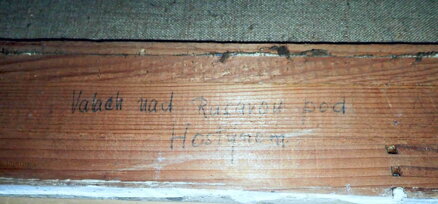 Valach nad Rusavou pod
Hostýnem.